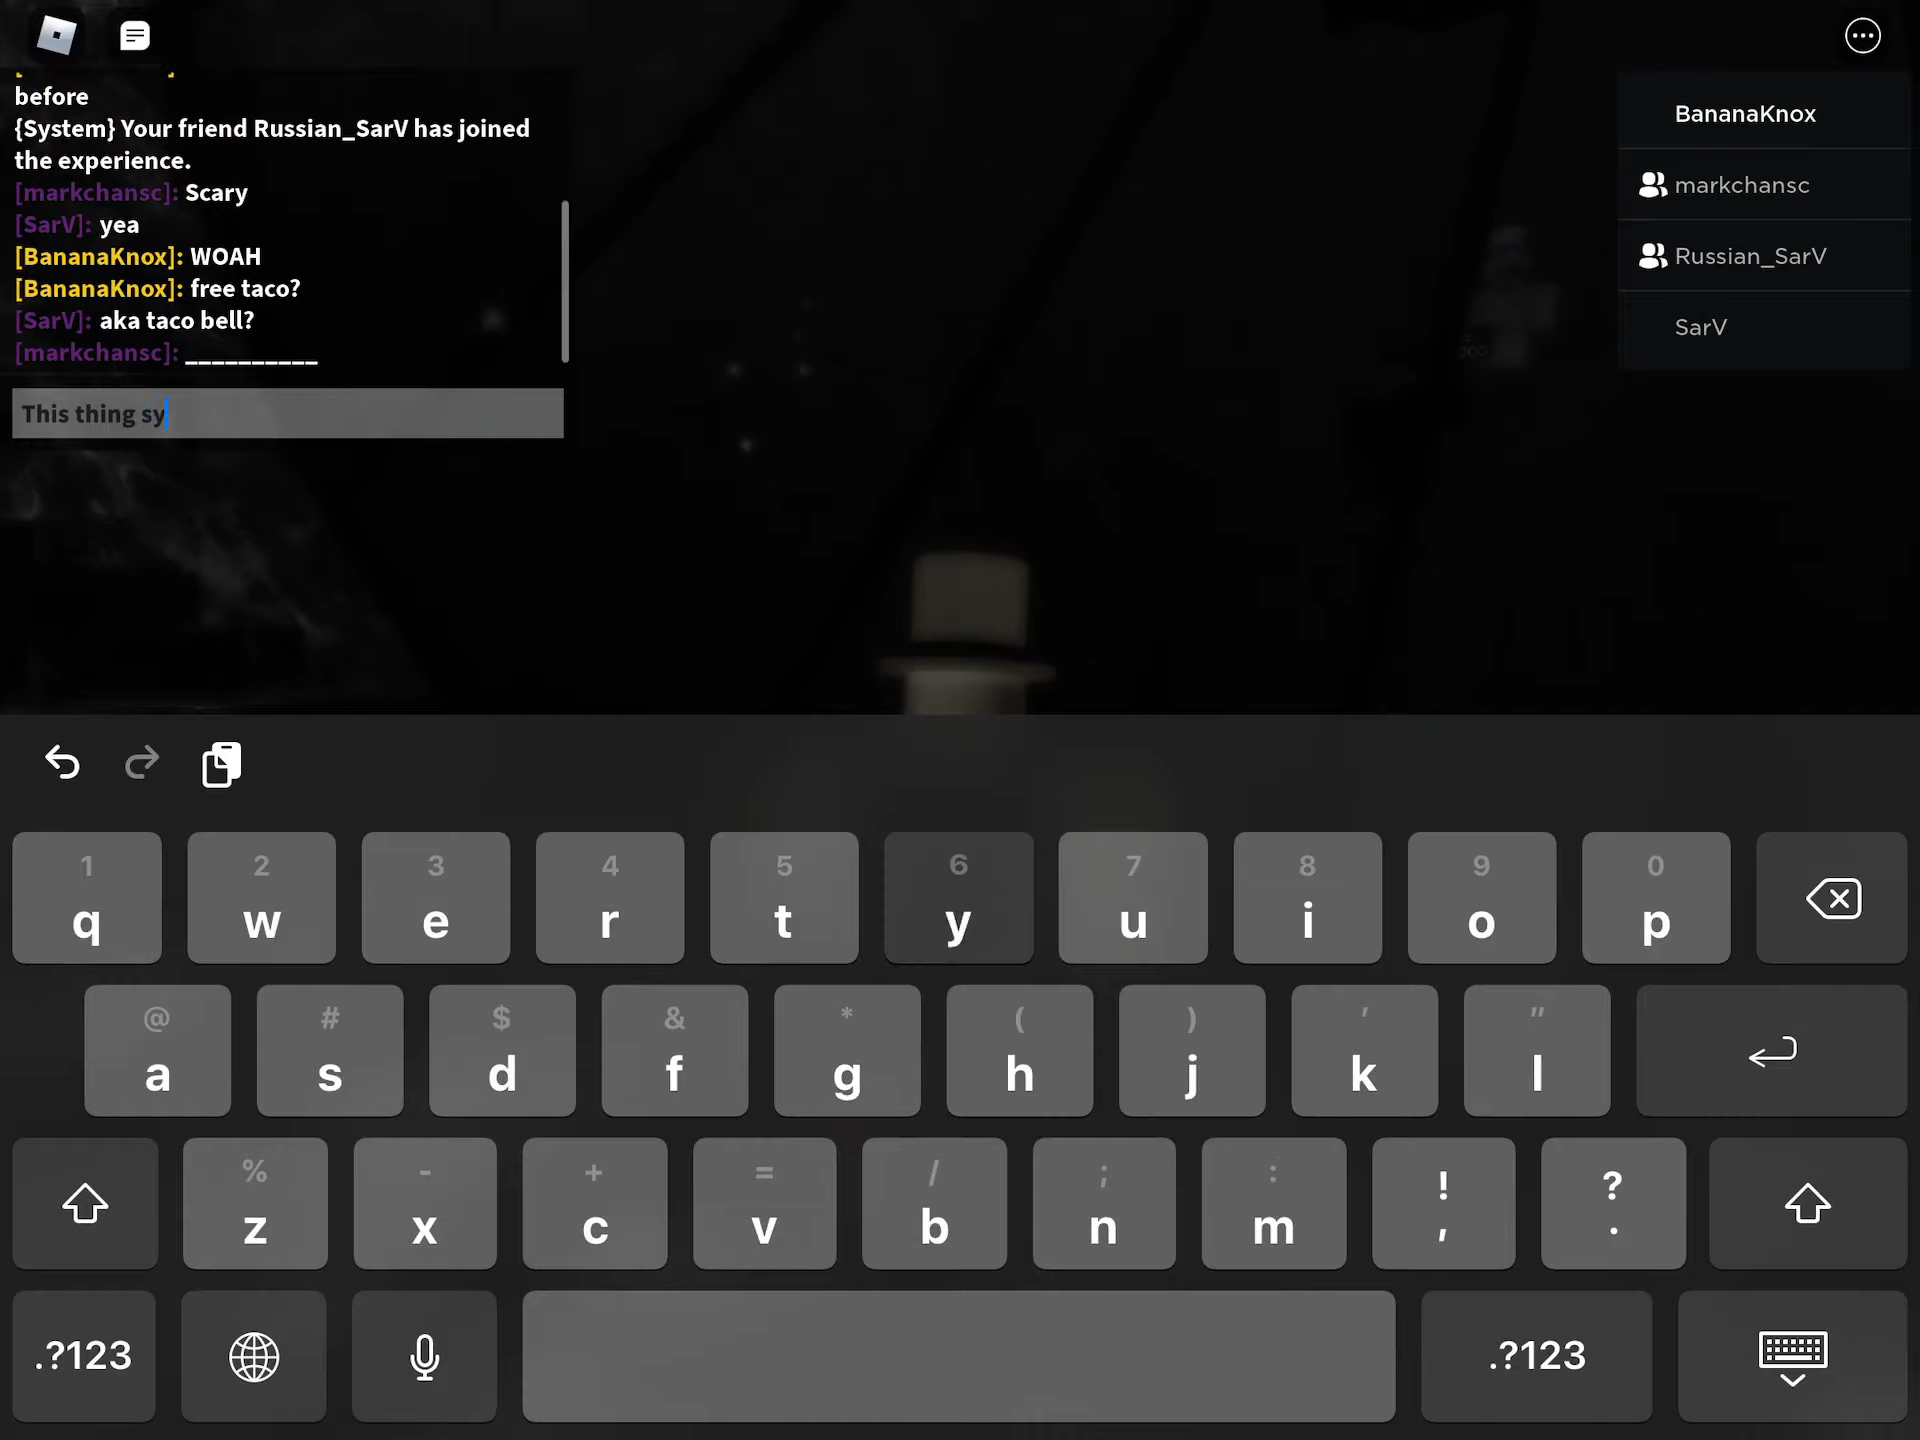 before
{System} Your friend Russian_SarV has joined
the experience.
[markchansc]: Scary
[SarV]: yea
[BananaKnox]: WOAH
[BananaKnox]: free taco?
[SarV]: aka taco bell?
[markchansc]: __________
This thing sy
BananaKnox
markchansc
Russian_SarV
SarV
1 2 3 4 5 6 7 8 9 0
q w e r t y u i o p
@ # $ & * ( ) ' "
a s d f g h j k l
% - + = / ; : ! ?
z x c v b n m , .
.?123 .?123